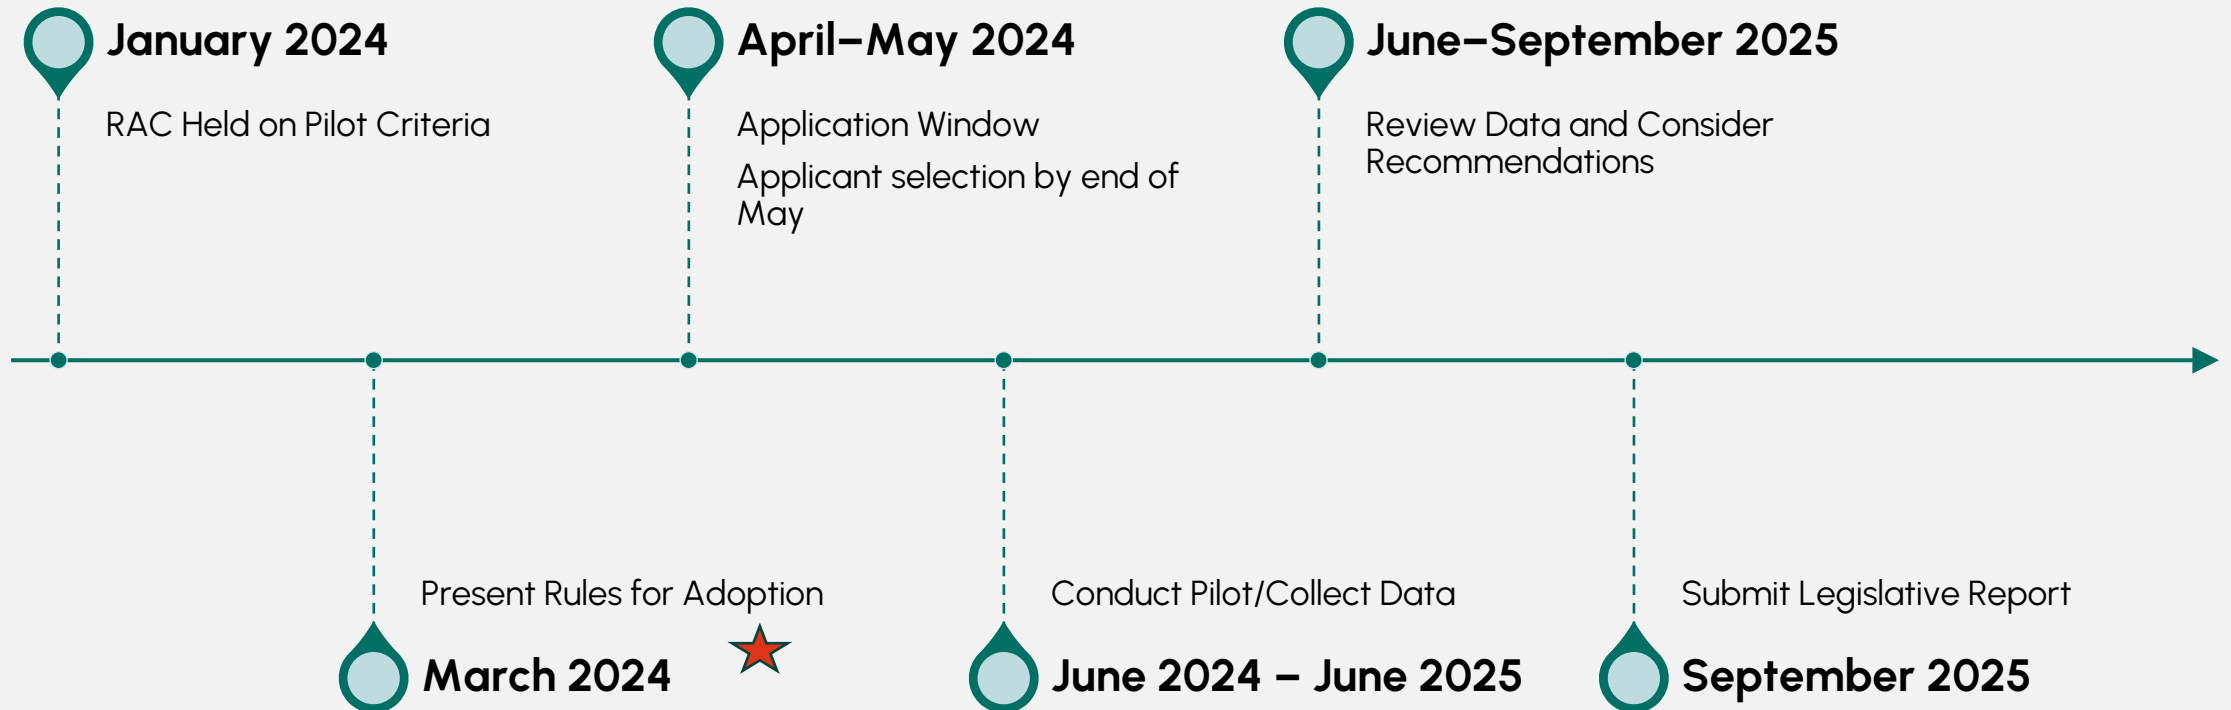 January 2024
RAC Held on Pilot Criteria
April–May 2024
Application Window
Applicant selection by end of
May
June–September 2025
Review Data and Consider
Recommendations
Present Rules for Adoption
March 2024
Conduct Pilot/Collect Data
June 2024 – June 2025
Submit Legislative Report
September 2025